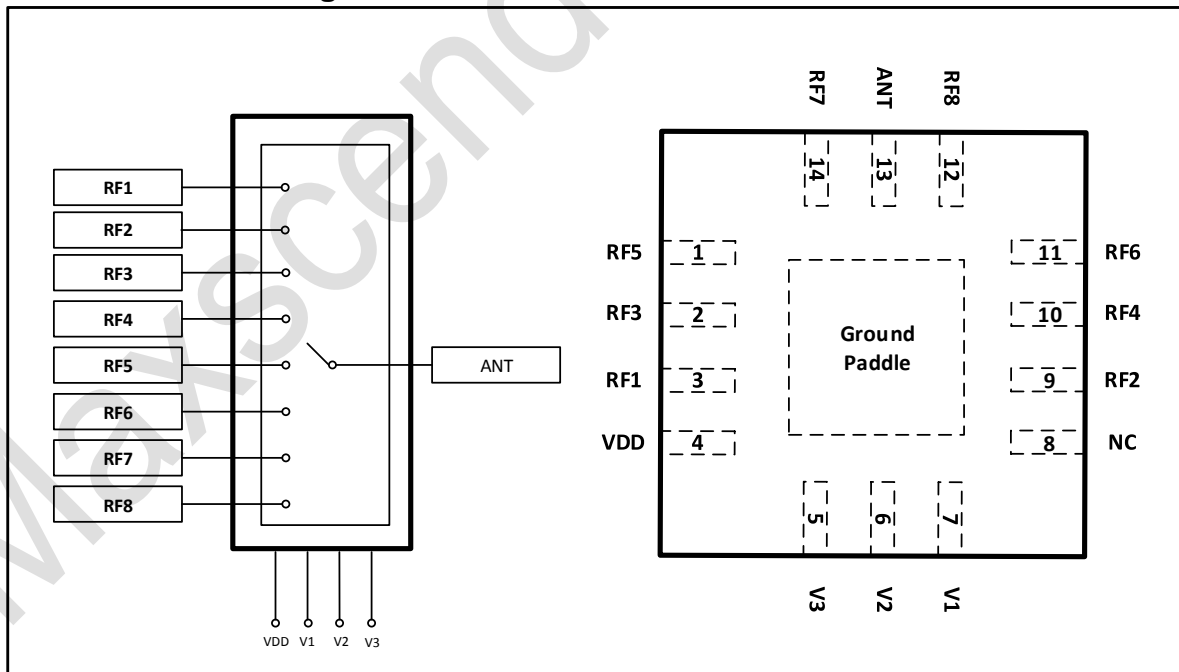 Maxscend
RF1
RF2
RF3
RF4
RF5
RF6
RF7
RF8
ANT
VDD V1 V2 V3
RF7 ANT RF8
14 13 12
RF5 1 11 RF6
RF3 2 10 RF4
Ground
Paddle
RF1 3 9 RF2
VDD 4 8 NC
5 6 7
V3 V2 V1